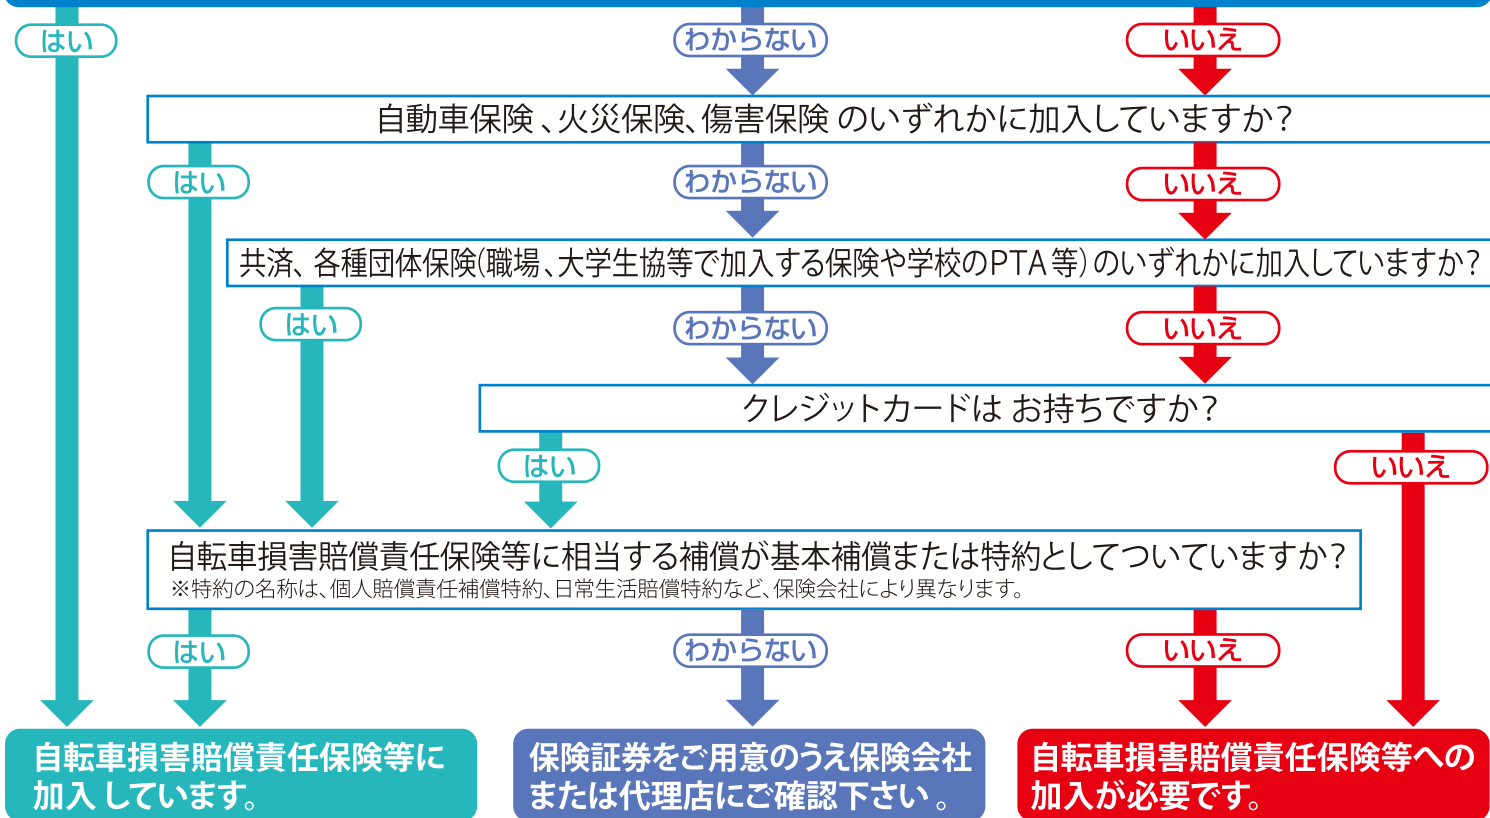 はい
わからない
いいえ
自動車保険、火災保険、傷害保険 のいずれかに加入していますか？
はい
わからない
いいえ
共済、各種団体保険(職場、大学生協等で加入する保険や学校のPTA等)のいずれかに加入していますか？
はい
わからない
いいえ
クレジットカードは お持ちですか？
はい
いいえ
自転車損害賠償責任保険等に相当する補償が基本補償または特約としてついていますか？
※特約の名称は、個人賠償責任補償特約、日常生活賠償特約など、保険会社により異なります。
はい
わからない
いいえ
自転車損害賠償責任保険等に
加入しています。
保険証券をご用意のうえ保険会社
または代理店にご確認下さい。
自転車損害賠償責任保険等への
加入が必要です。